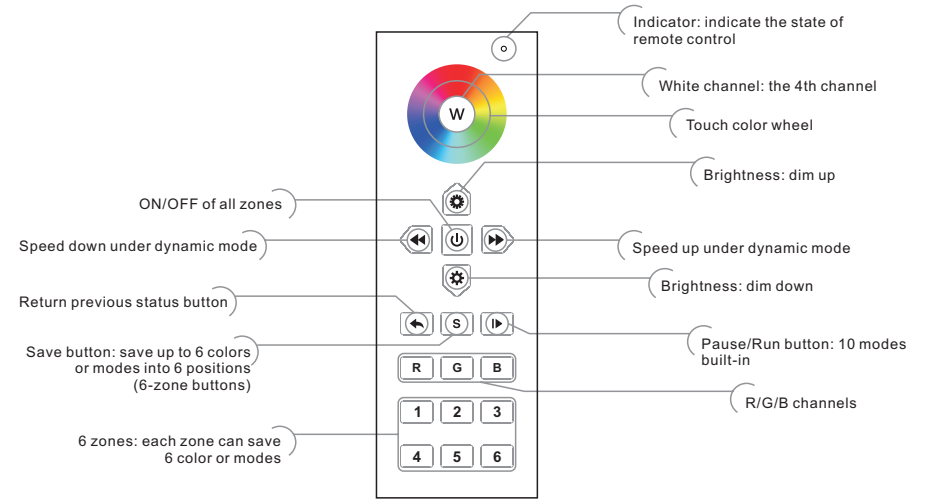 Indicator: indicate the state of
remote control
White channel: the 4th channel
W
Touch color wheel
Brightness: dim up
ON/OFF of all zones
Speed down under dynamic mode
Speed up under dynamic mode
Brightness: dim down
Return previous status button
S
Save button: save up to 6 colors
or modes into 6 positions
(6-zone buttons)
Pause/Run button: 10 modes
built-in
R G B
R/G/B channels
1 2 3
6 zones: each zone can save
6 color or modes
4 5 6